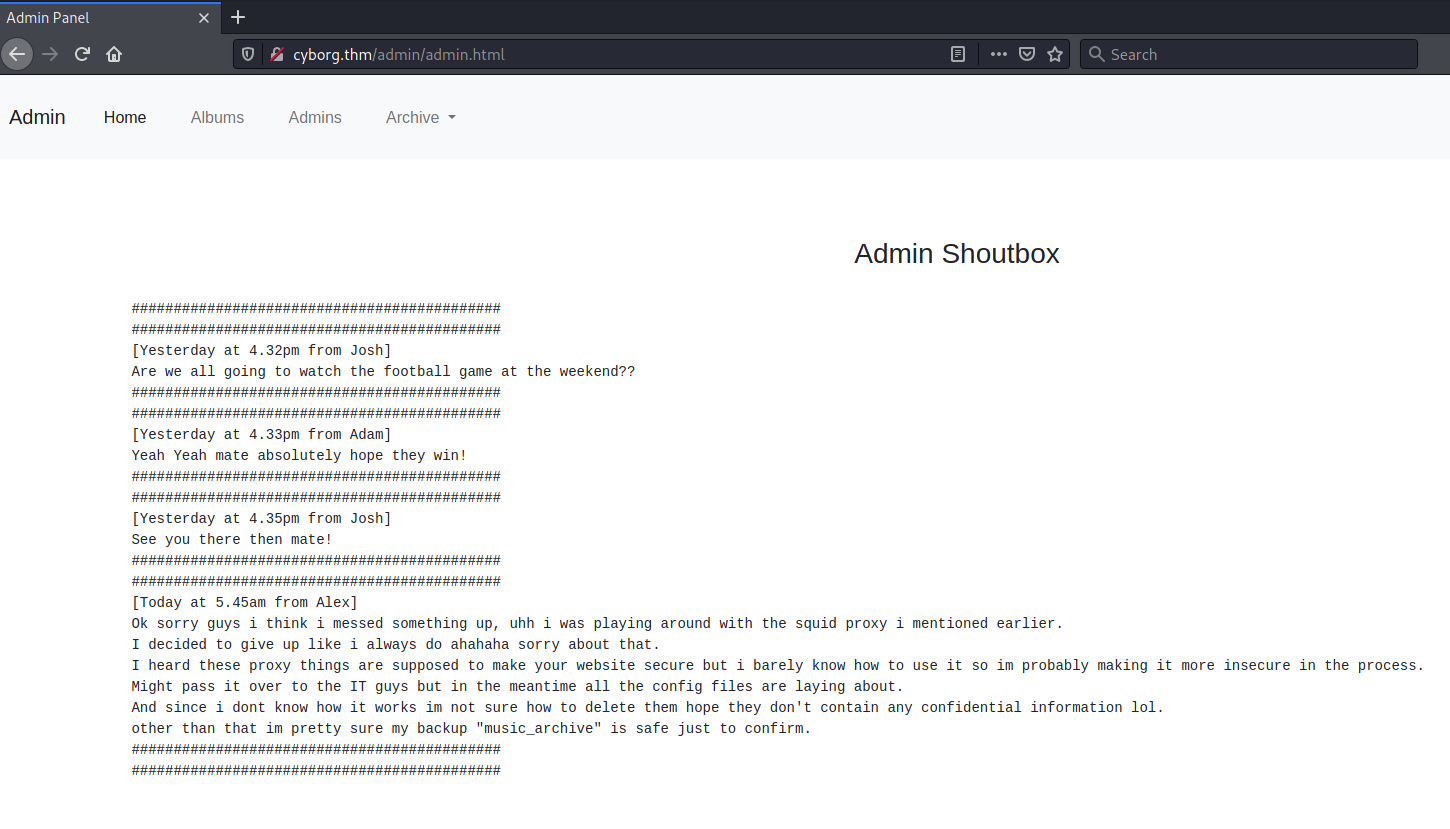 Admin Panel
cyborg.thm/admin/admin.html
Search
Admin Home Albums Admins Archive
Admin Shoutbox
############################################
############################################
[Yesterday at 4.32pm from Josh]
Are we all going to watch the football game at the weekend??
############################################
############################################
[Yesterday at 4.33pm from Adam]
Yeah Yeah mate absolutely hope they win!
############################################
############################################
[Yesterday at 4.35pm from Josh]
See you there then mate!
############################################
############################################
[Today at 5.45am from Alex]
Ok sorry guys i think i messed something up, uhh i was playing around with the squid proxy i mentioned earlier.
I decided to give up like i always do ahahaha sorry about that.
I heard these proxy things are supposed to make your website secure but i barely know how to use it so im probably making it more insecure in the process.
Might pass it over to the IT guys but in the meantime all the config files are laying about.
And since i dont know how it works im not sure how to delete them hope they don't contain any confidential information lol.
other than that im pretty sure my backup "music_archive" is safe just to confirm.
############################################
############################################